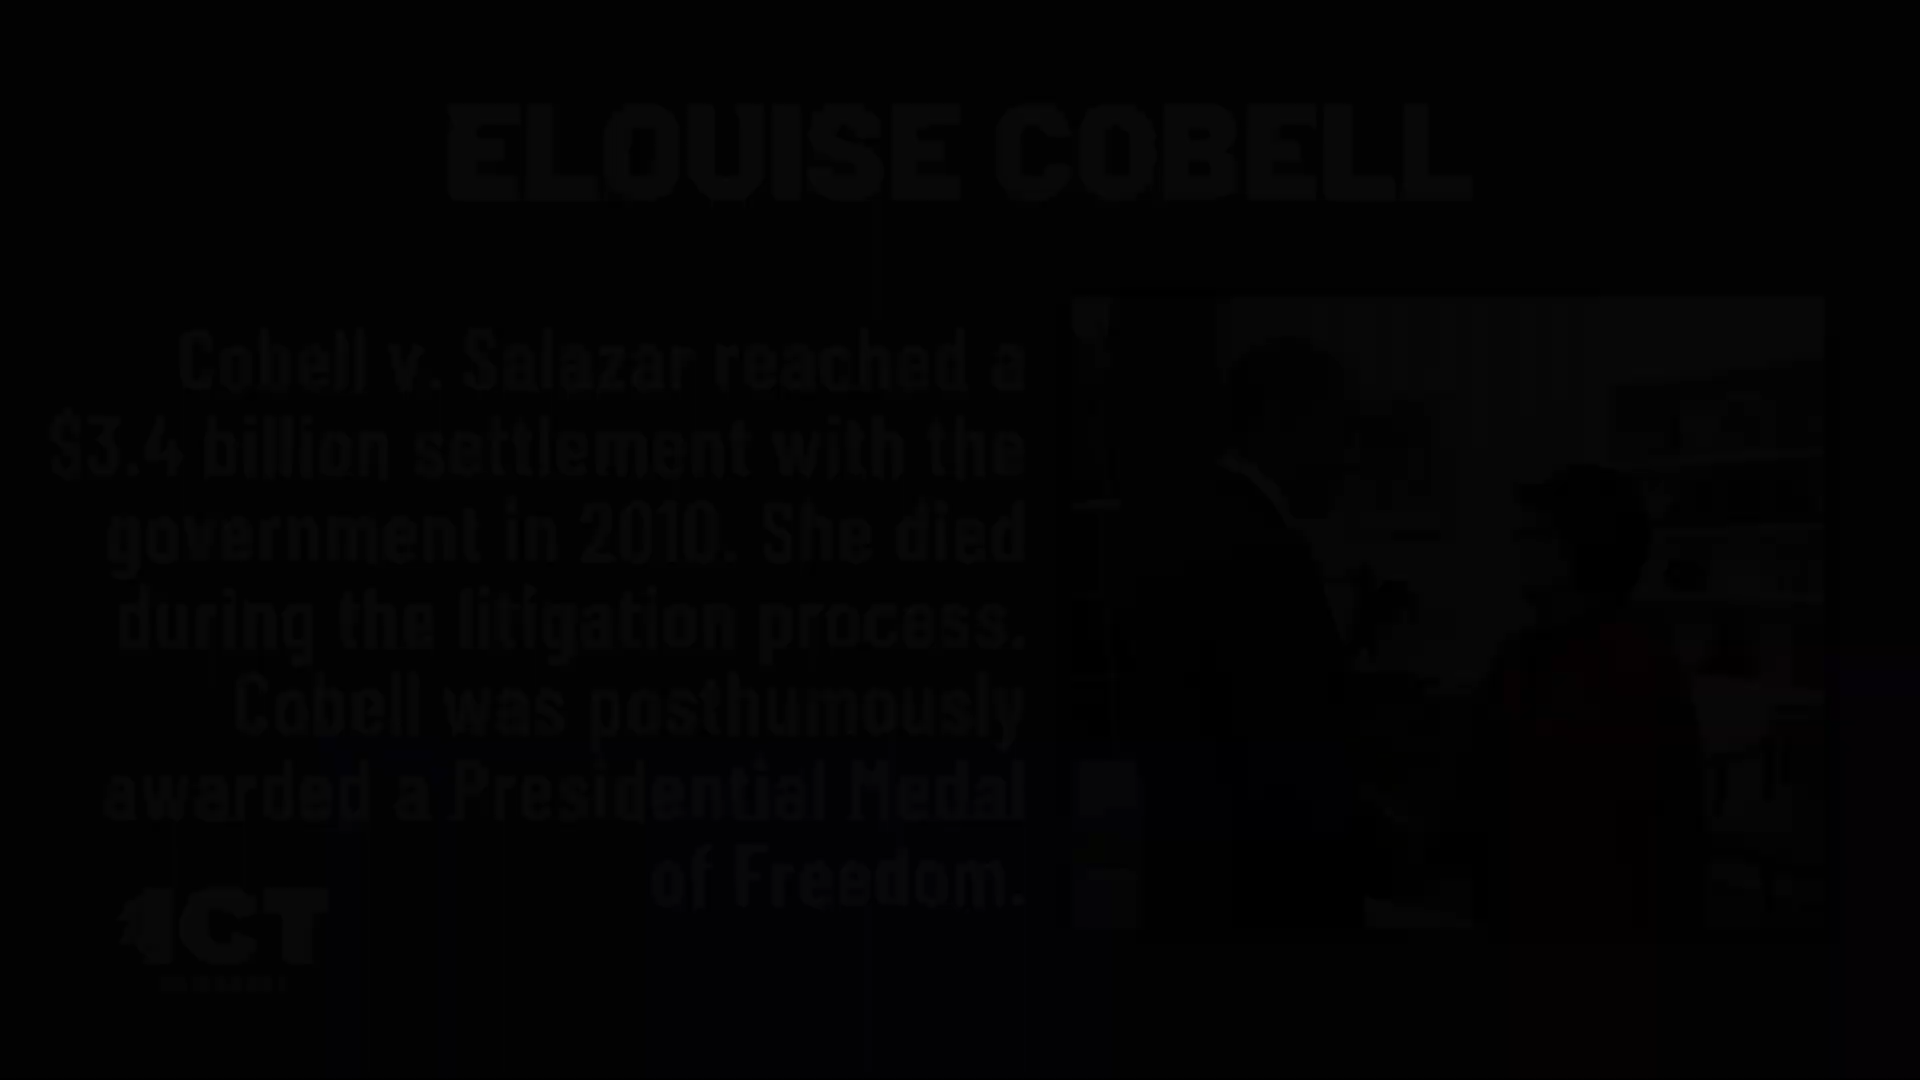 ELOUISE COBELL
Cobell v. Salazar reached a
$3.4 billion settlement with the
government in 2010. She died
during the litigation process.
Cobell was posthumously
awarded a Presidential Medal
of Freedom.
ICT